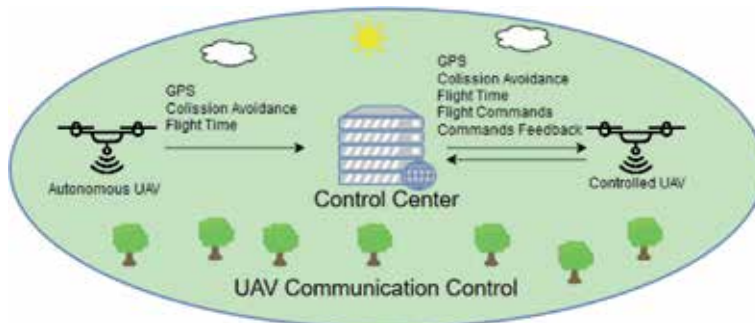 GPS
Colission Avoidance
Flight Time
Autonomous UAV
Control Center
GPS
Colission Avoidance
Flight Time
Flight Commands
Commands Feedback
Controlled UAV
UAV Communication Control